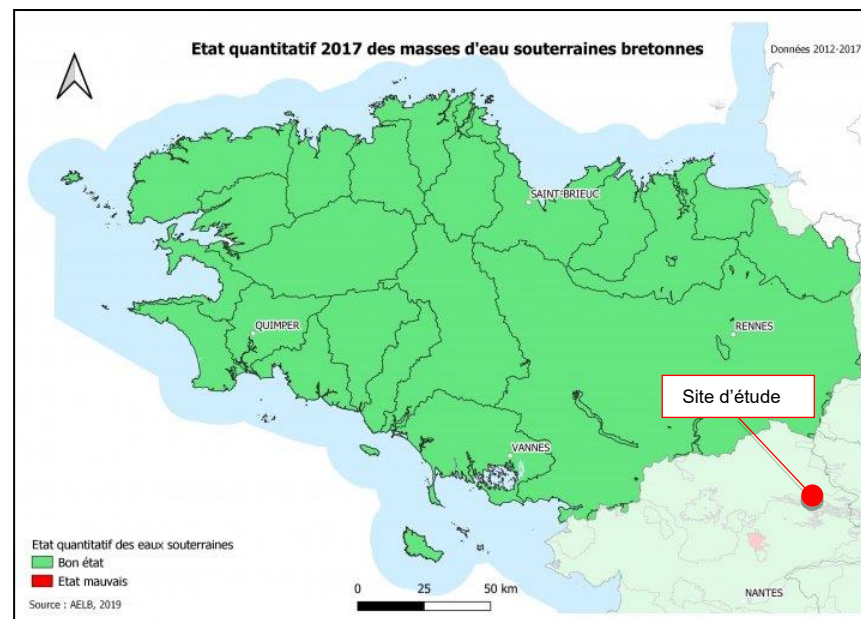 Etat quantitatif 2017 des masses d'eau souterraines bretonnes
Données 2012-2017
SAINT-BRIEUC
QUIMPER
RENNES
Site d'étude
VANNES
Etat quantitatif des eaux souterraines
Bon état
Etat mauvais
0 25 50 km
NANTES
Source : AELB, 2019